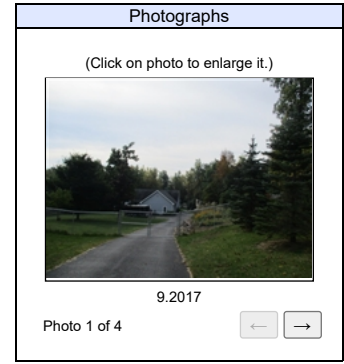 Photographs
(Click on photo to enlarge it.)
9.2017
Photo 1 of 4
← →